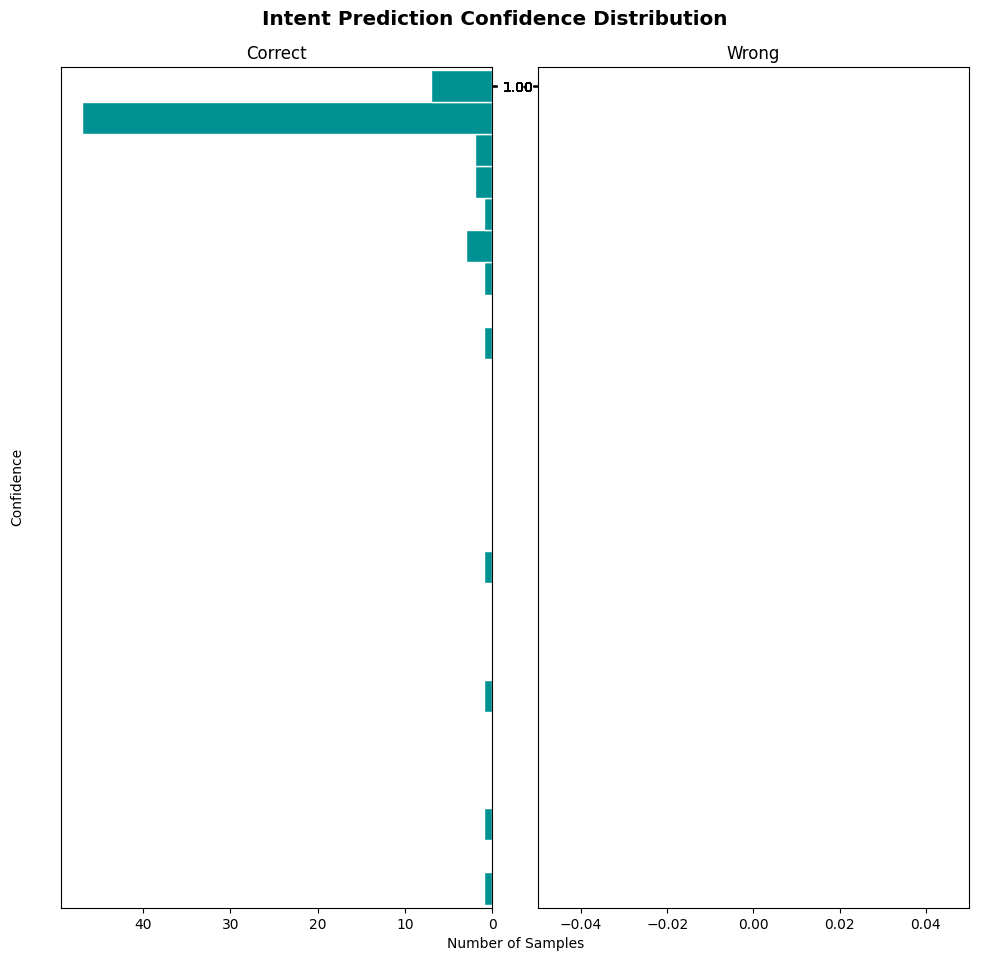 Intent Prediction Confidence Distribution
Correct
Wrong
1.00
Confidence
40 30 20 10 0
−0.04 −0.02 0.00 0.02 0.04
Number of Samples